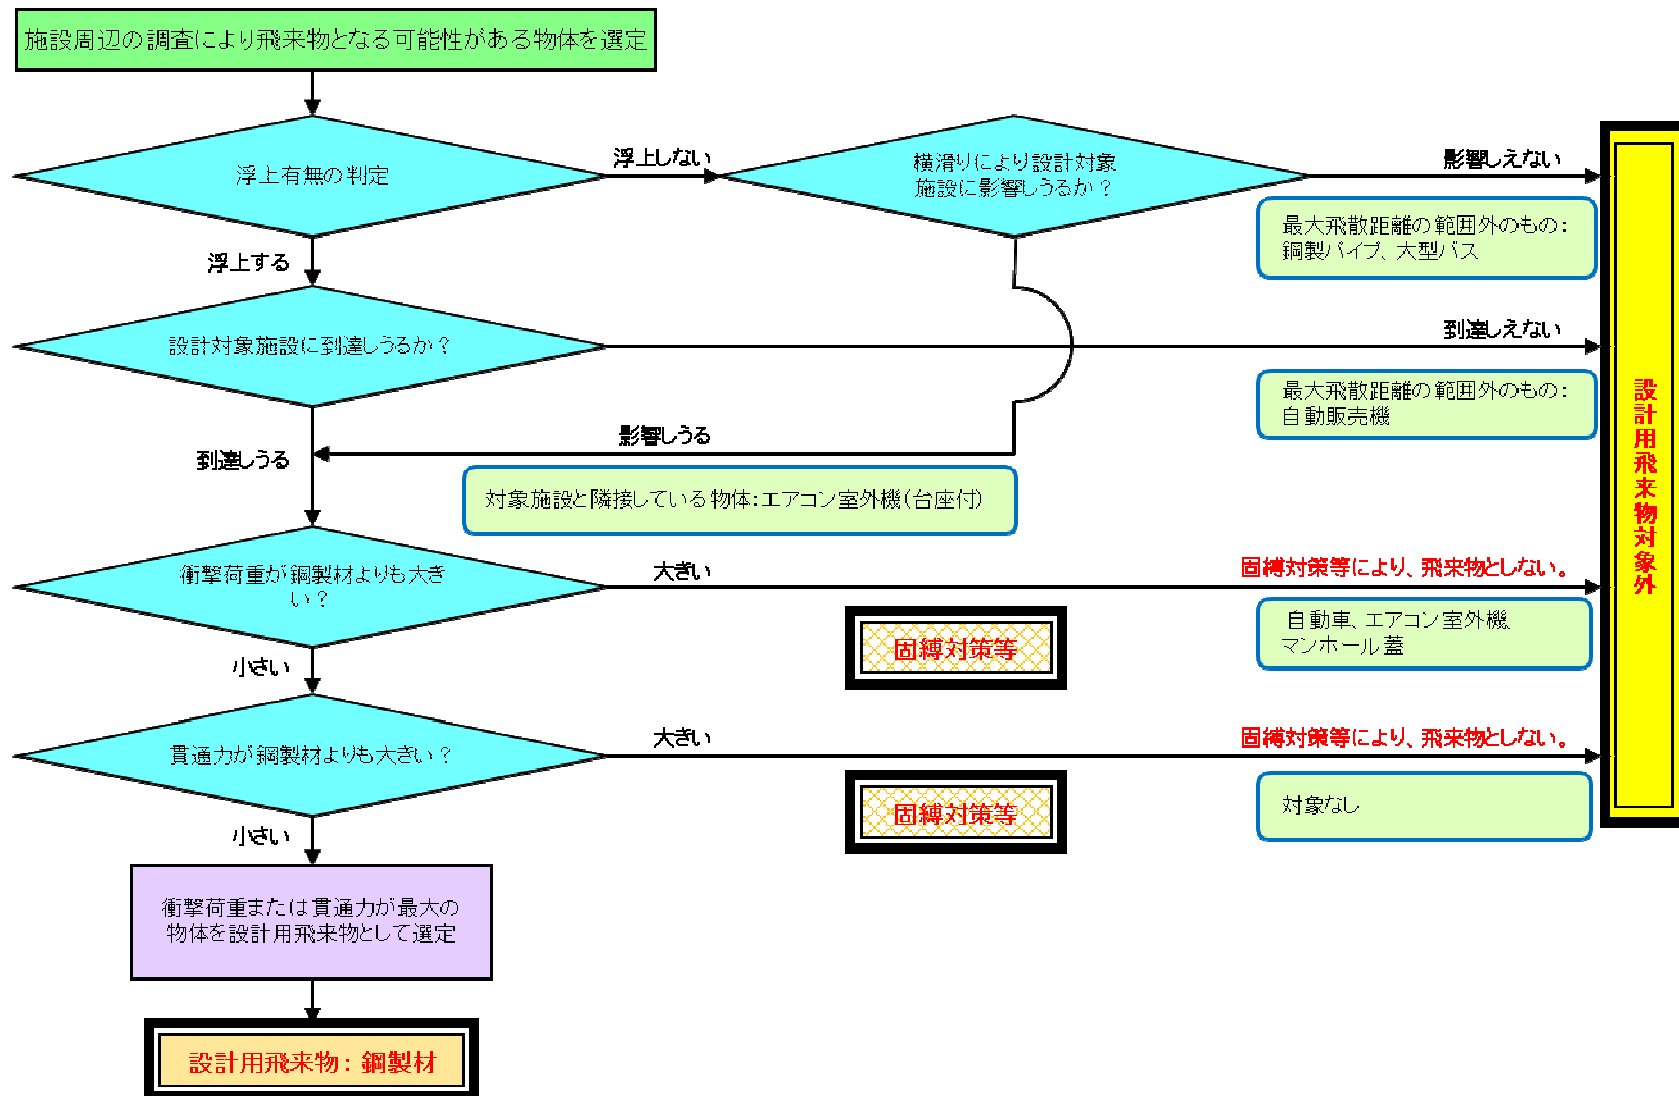 施設周辺の調査により飛来物となる可能性がある物体を選定
浮上有無の判定
浮上しない
横滑りにより設計対象
施設に影響しうるか？
影響しえない
最大飛散距離の範囲外のもの：
鋼製パイプ、大型バス
浮上する
設計対象施設に到達しうるか？
到達しえない
最大飛散距離の範囲外のもの：
自動販売機
影響しうる
到達しうる
対象施設と隣接している物体：エアコン室外機（台座付）
衝撃荷重が鋼製材よりも大き
い？
大きい
固縛対策等により、飛来物としない。
固縛対策等
自動車、エアコン室外機
マンホール蓋
小さい
貫通力が鋼製材よりも大きい？
大きい
固縛対策等により、飛来物としない。
固縛対策等
対象なし
小さい
衝撃荷重または貫通力が最大の
物体を設計用飛来物として選定
設計用飛来物：鋼製材
設計用飛来物対象外